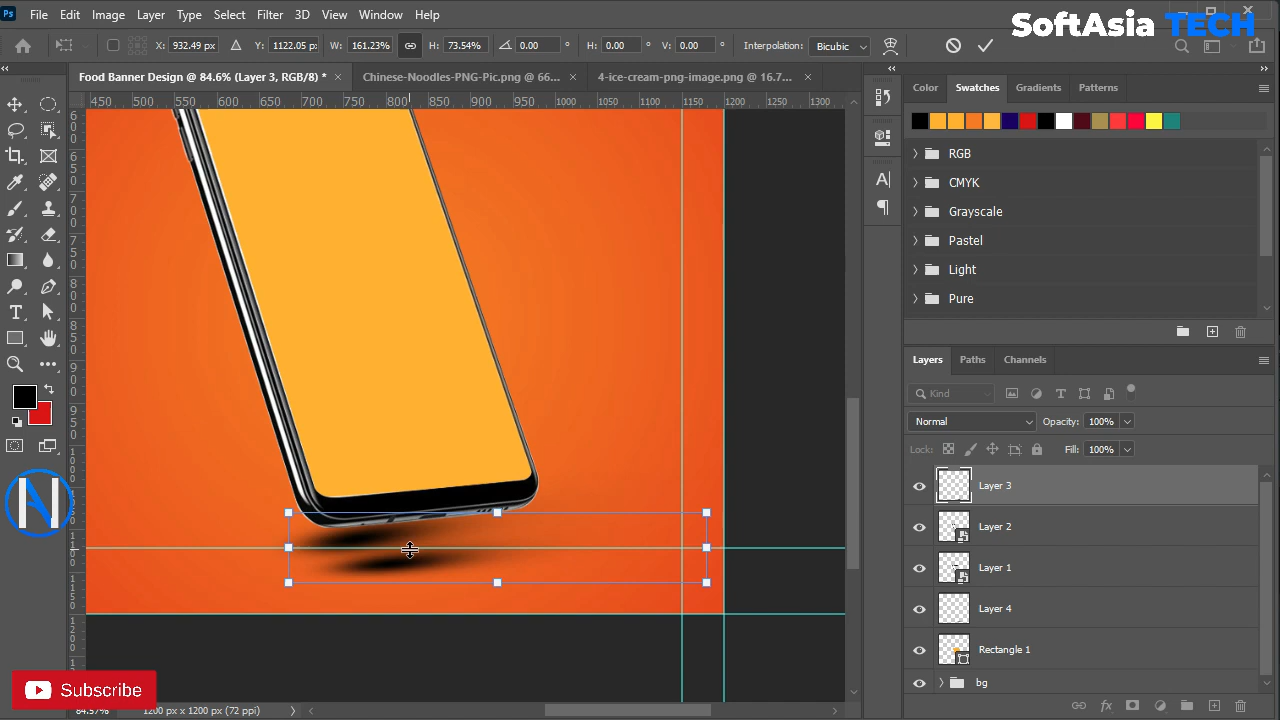 Ps File Edit Image Layer Type Select Filter 3D View Window Help
SoftAsia TECH
X: 932.49 px Y: 1122.05 p: W: 161.23% H: 73.54% 0.00 ° H: 0.00 ° V: 0.00 ° Interpolation: Bicubic
Food Banner Design @ 84.6% (Layer 3, RGB/8) * × Chinese-Noodles-PNG-Pic.png @ 66... × 4-ice-cream-png-image.png @ 16.7... ×
Color Swatches Gradients Patterns
450 500 550 600 650 700 750 800 850 900 950 1000 1050 1100 1150 1200 1250 1300
RGB
CMYK
Grayscale
Pastel
Light
Pure
Layers Paths Channels
Kind
Normal Opacity: 100%
Lock: Fill: 100%
Layer 3
Layer 2
Layer 1
Layer 4
Rectangle 1
bg
N
Subscribe
84.57% 1200 px x 1200 px (72 ppi)